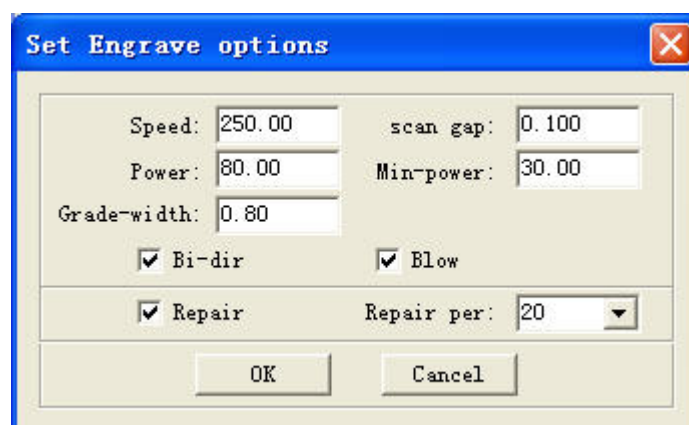 Set Engrave options
Speed: 250.00 scan gap: 0.100
Power: 80.00 Min-power: 30.00
Grade-width: 0.80
Bi-dir Blow
Repair Repair per: 20
OK Cancel